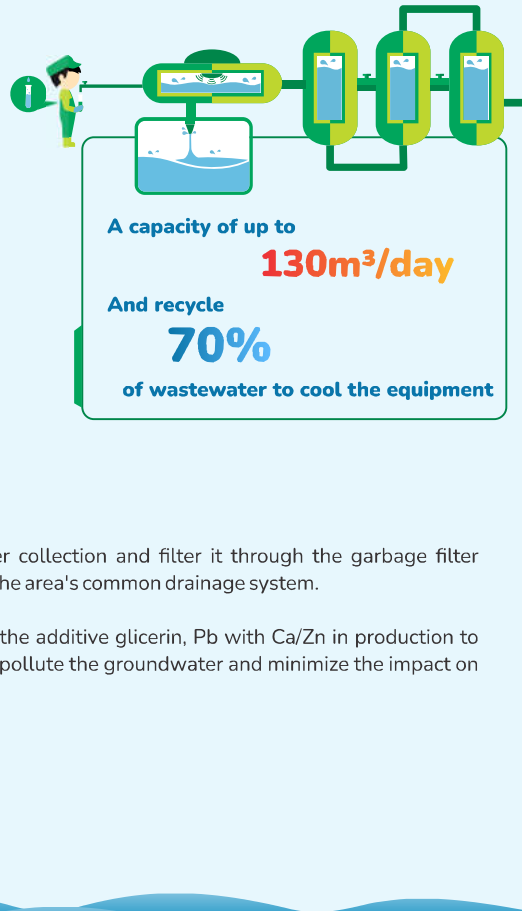 A capacity of up to
130m³/day
And recycle
70%
of wastewater to cool the equipment
er collection and filter it through the garbage filter
he area's common drainage system.
the additive glicerin, Pb with Ca/Zn in production to
pollute the groundwater and minimize the impact on